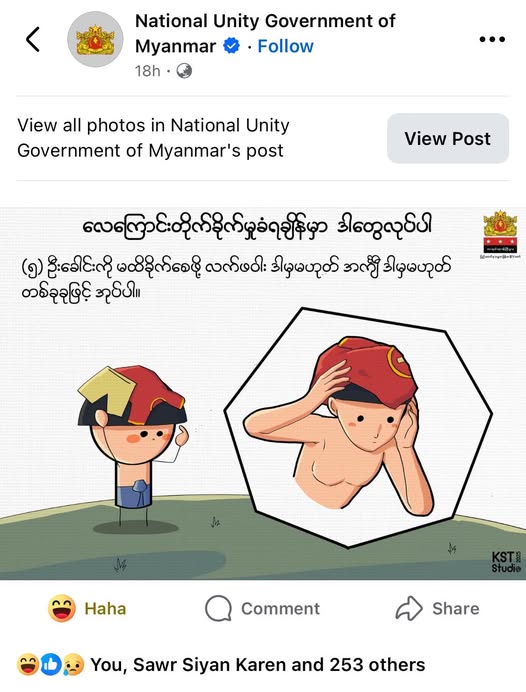 National Unity Government of
Myanmar · Follow
18h ·
View all photos in National Unity
Government of Myanmar's post
View Post
လေကြောင်းတိုက်ခိုက်မှုခံရချိန်မှာ ဒါတွေလုပ်ပါ
(၅) ဦးခေါင်းကို မထိခိုက်စေဖို့ လက်ဖဝါး ဒါမှမဟုတ် အင်္ကျီ ဒါမှမဟုတ်
တစ်ခုခုဖြင့် အုပ်ပါ။
KST
Studio
2025
Haha
Comment
Share
You, Sawr Siyan Karen and 253 others